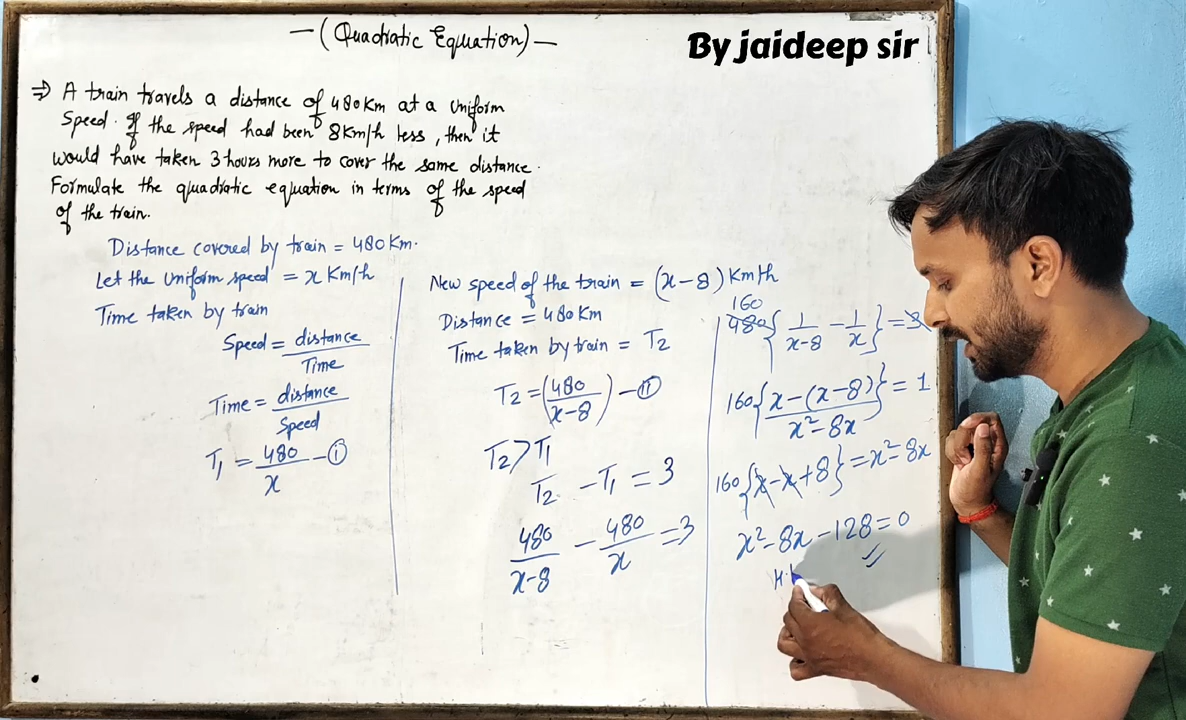 —(Quadratic Equation)—
By jaideep sir
⇒ A train travels a distance of 480 Km at a Uniform
Speed. If the speed had been 8 Km/h less, then it
would have taken 3 hours more to cover the same distance.
Formulate the quadratic equation in terms of the speed
of the train.
Distance covered by train = 480 Km.
Let the Uniform speed = x Km/h
Time taken by train
Speed = distance / Time
Time = distance / Speed
T₁ = 480 / x – ①
New speed of the train = (x-8) Km/h
Distance = 480 Km
Time taken by train = T₂
T₂ = (480 / x-8) – Ⅱ
T₂ > T₁
T₂ - T₁ = 3
480 / x-8 - 480 / x = 3
160
480 { 1 / x-8 - 1 / x } = 3
160 { x-(x-8) / x²-8x } = 1
160 { x-x+8 } = x²-8x
x²-8x-128=0